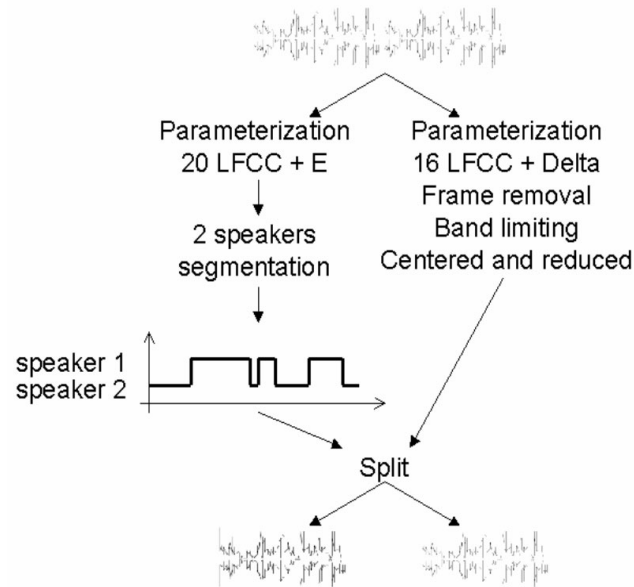 Parameterization
20 LFCC + E
2 speakers
segmentation
Parameterization
16 LFCC + Delta
Frame removal
Band limiting
Centered and reduced
speaker 1
speaker 2
Split